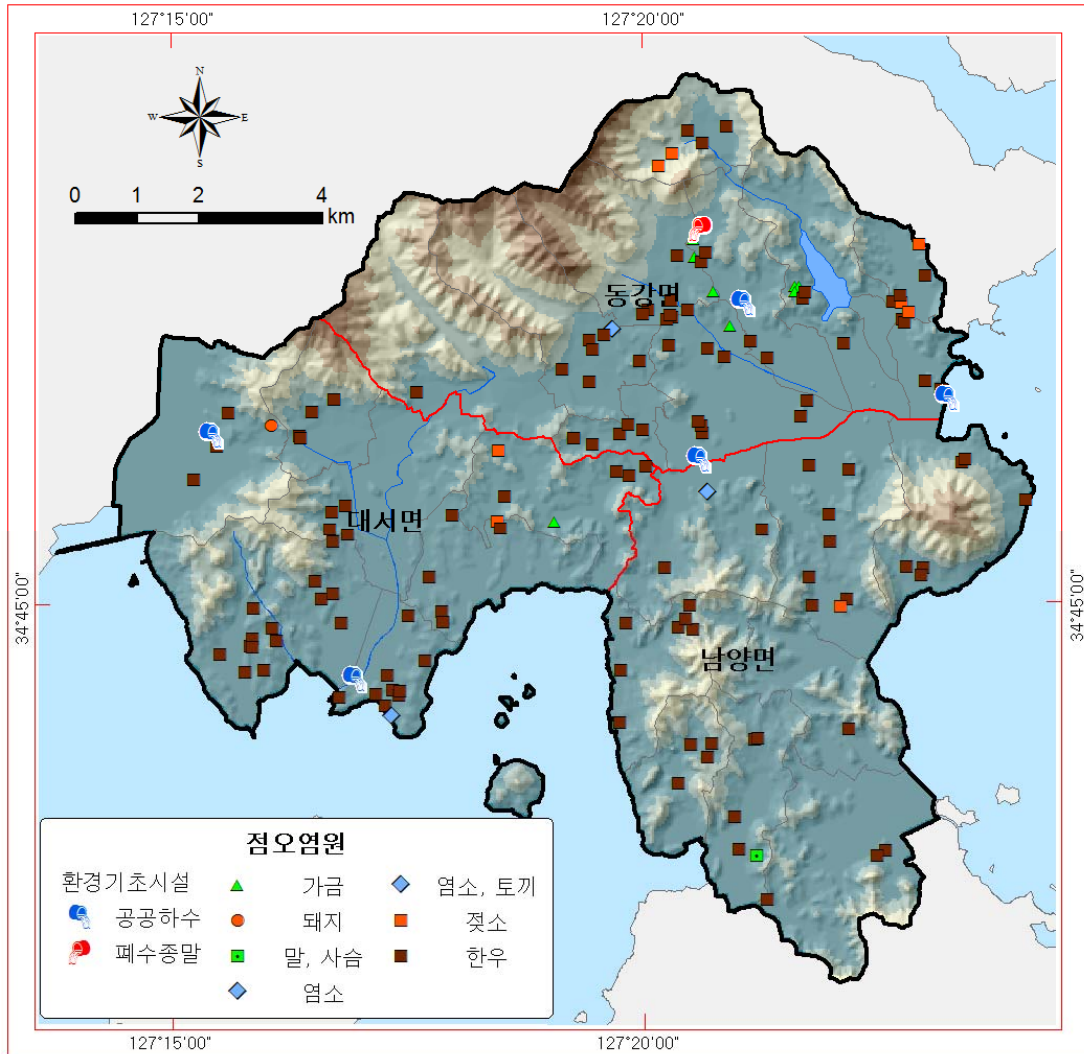 127°15'00"
127°20'00"
N
W
E
S
0 1 2 4
km
동강면
대서면
남양면
34°45'00"
34°45'00"
점오염원
환경기초시설
공공하수
폐수종말
가금
돼지
말, 사슴
염소
염소, 토끼
젖소
한우
127°15'00"
127°20'00"